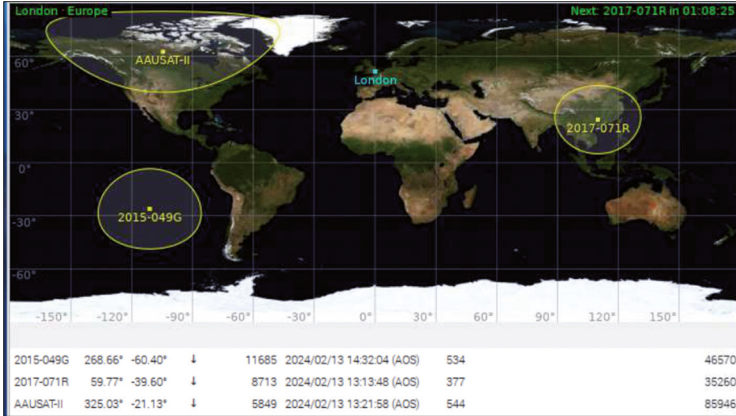 London · Europe
Next: 2017-071R in 01:08:25
60°
AAUSAT-II
London
30°
2017-071R
0°
2015-049G
-30°
-60°
-150° -120° -90° -60° -30° 0° 30° 60° 90° 120° 150°
2015-049G 268.66° -60.40° ↓ 11685 2024/02/13 14:32:04 (AOS) 534 46570
2017-071R 59.77° -39.60° ↓ 8713 2024/02/13 13:13:48 (AOS) 377 35260
AAUSAT-II 325.03° -21.13° ↓ 5849 2024/02/13 13:21:58 (AOS) 544 85946